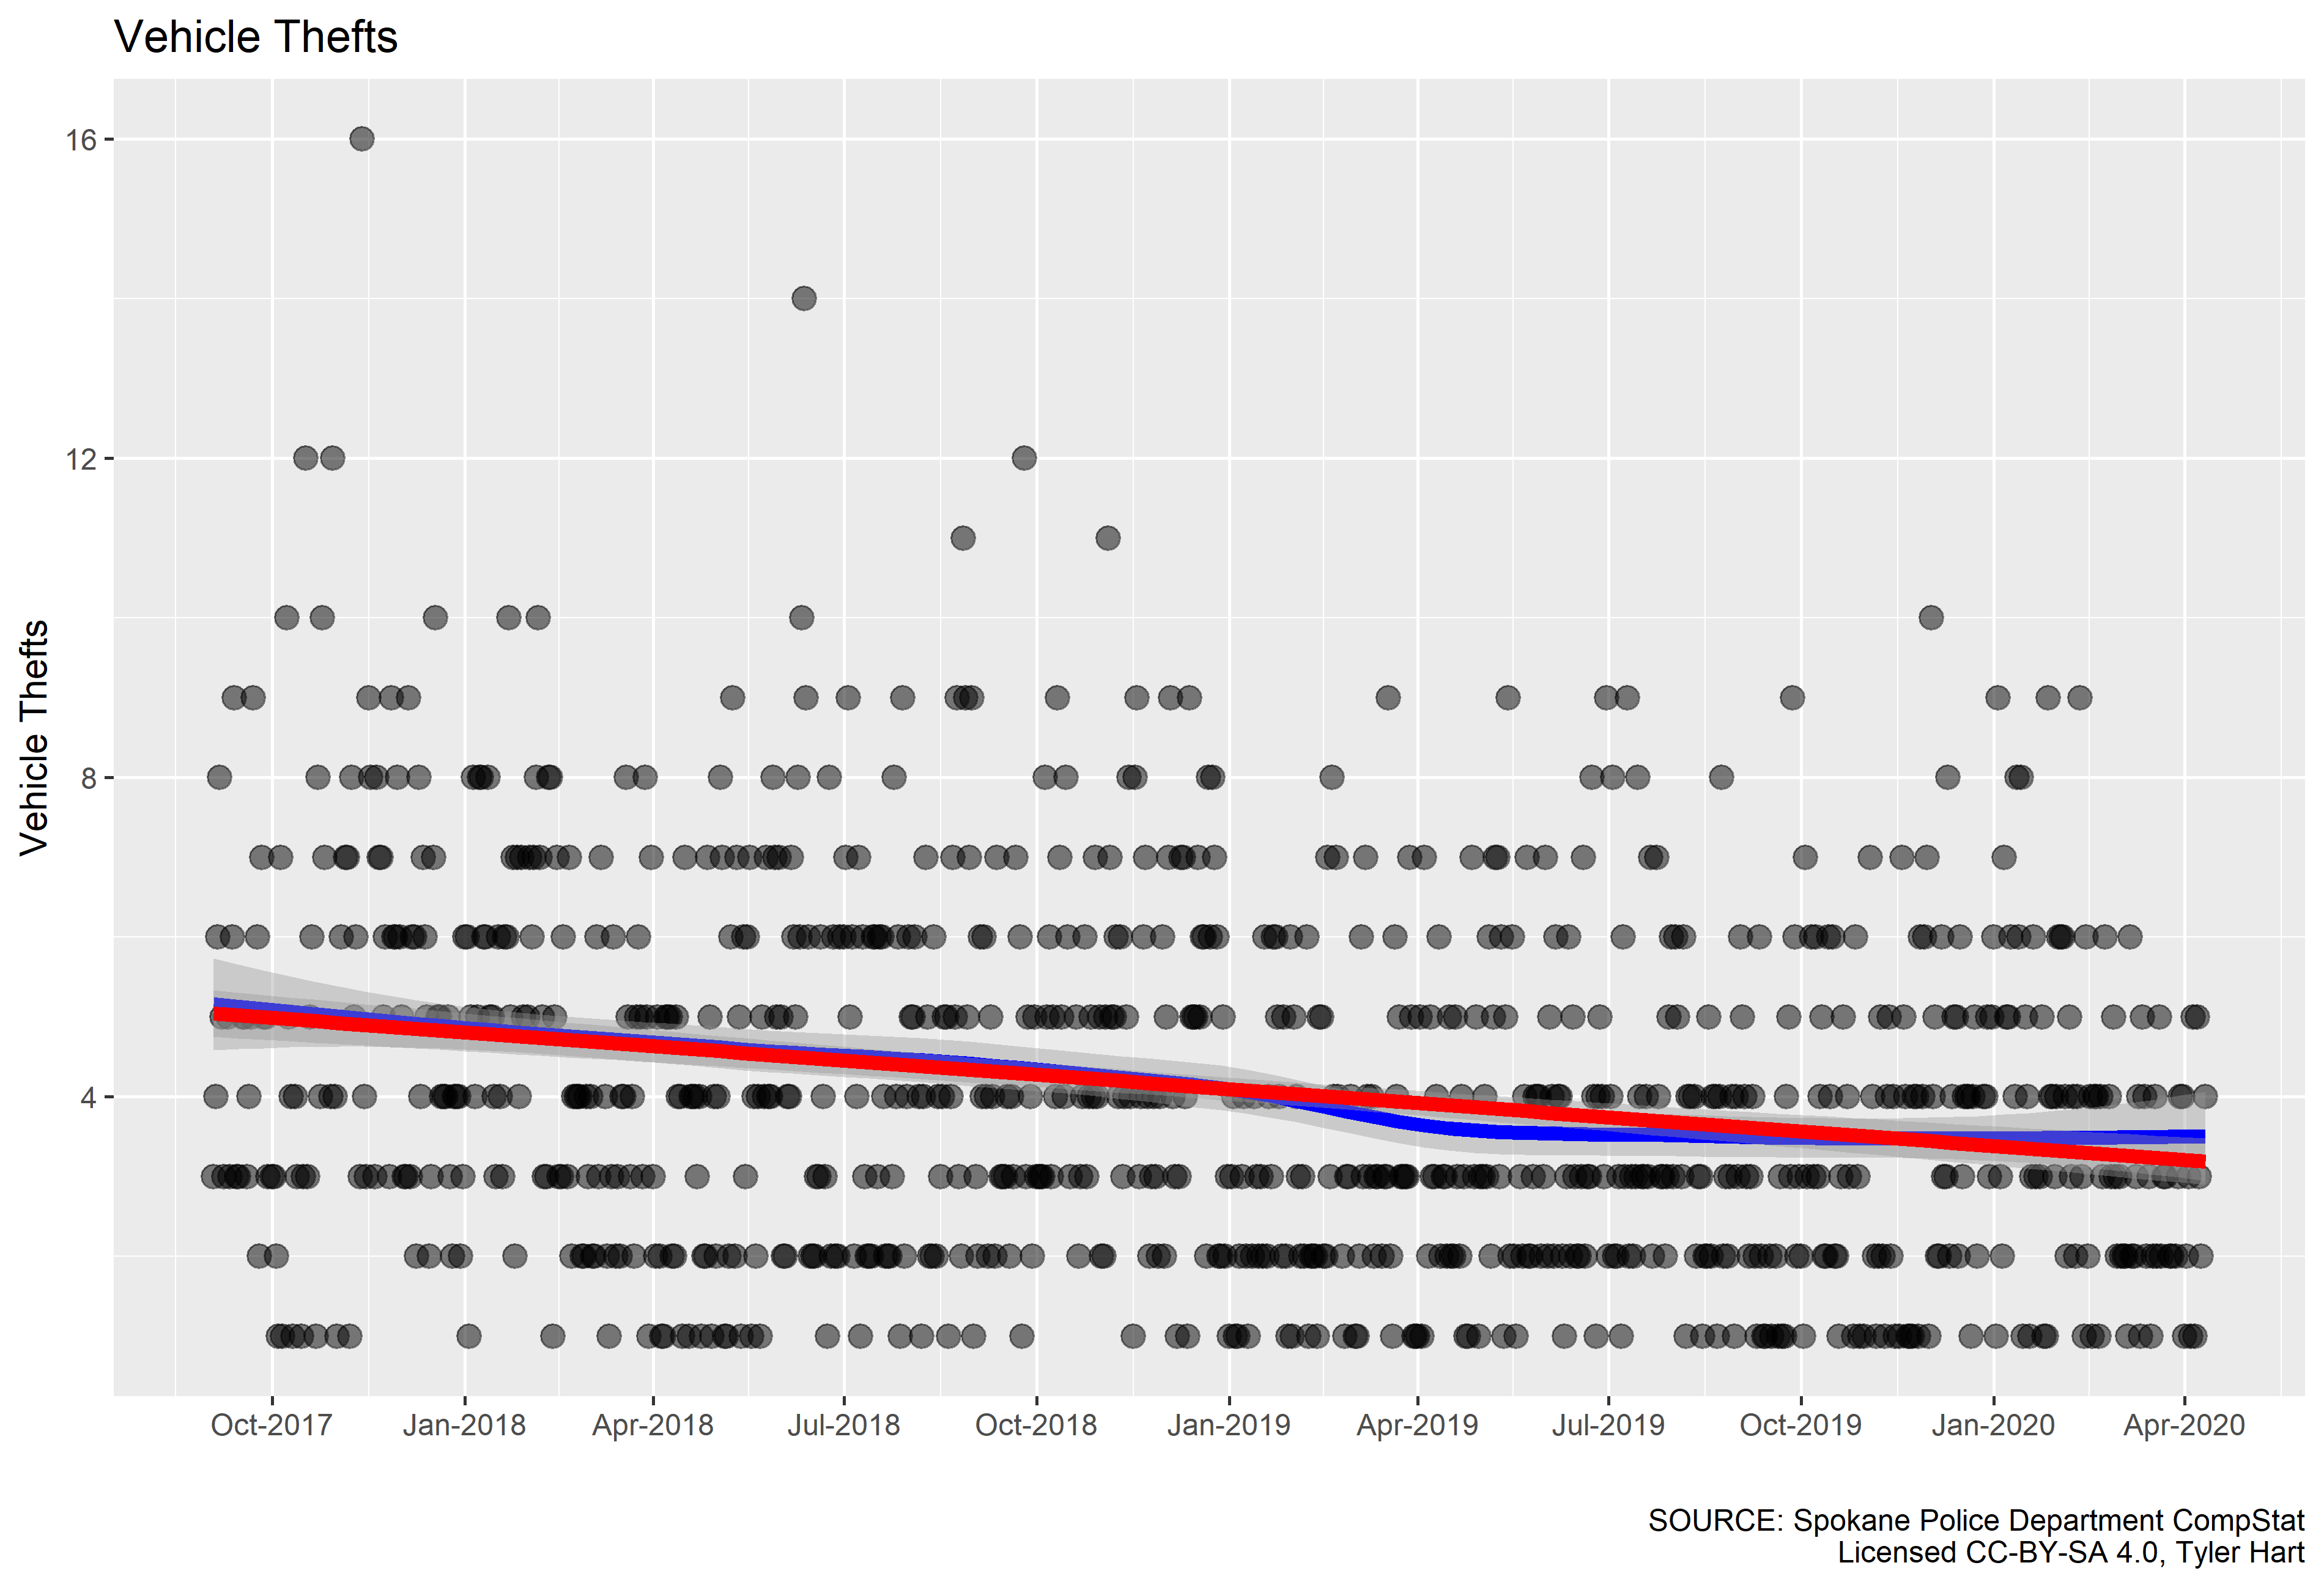 Vehicle Thefts
Vehicle Thefts
16
12
8
4
Oct-2017 Jan-2018 Apr-2018 Jul-2018 Oct-2018 Jan-2019 Apr-2019 Jul-2019 Oct-2019 Jan-2020 Apr-2020
SOURCE: Spokane Police Department CompStat
Licensed CC-BY-SA 4.0, Tyler Hart